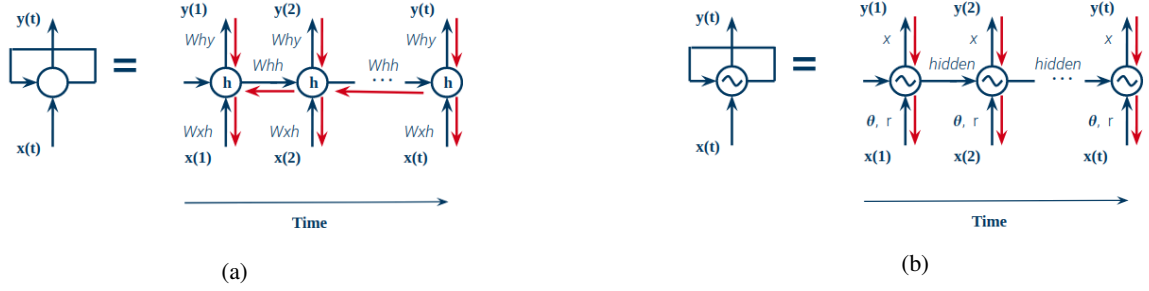 y(t)
=
x(t)
y(1) y(2) y(t)
Why Why Why
Whh Whh
h h ... h
Wxh Wxh Wxh
x(1) x(2) x(t)
Time
(a)
y(t)
=
x(t)
y(1) y(2) y(t)
x x x
hidden hidden
...
θ, r θ, r θ, r
x(1) x(2) x(t)
Time
(b)